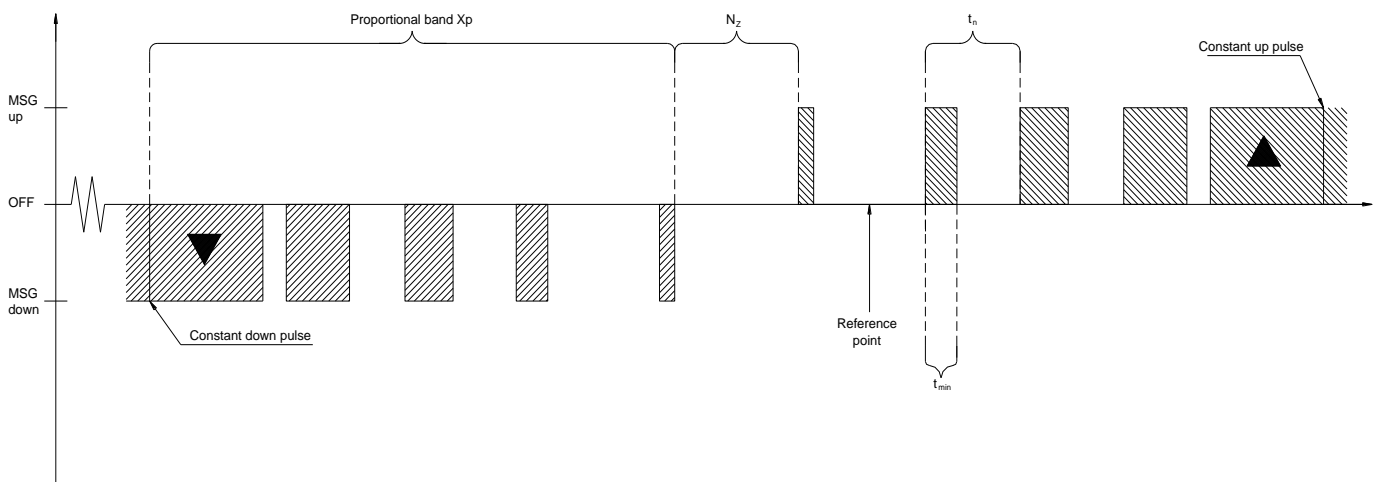 Proportional band Xp
Nz
tn
Constant up pulse
MSG
up
OFF
MSG
down
Constant down pulse
Reference
point
tmin